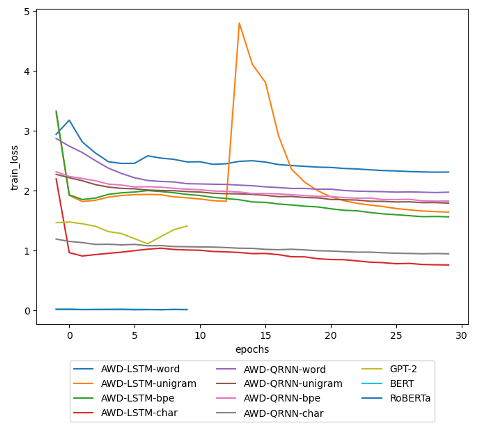 5
4
3
2
1
0
train_loss
0 5 10 15 20 25 30
epochs
AWD-LSTM-word AWD-QRNN-word GPT-2
AWD-LSTM-unigram AWD-QRNN-unigram BERT
AWD-LSTM-bpe AWD-QRNN-bpe RoBERTa
AWD-LSTM-char AWD-QRNN-char